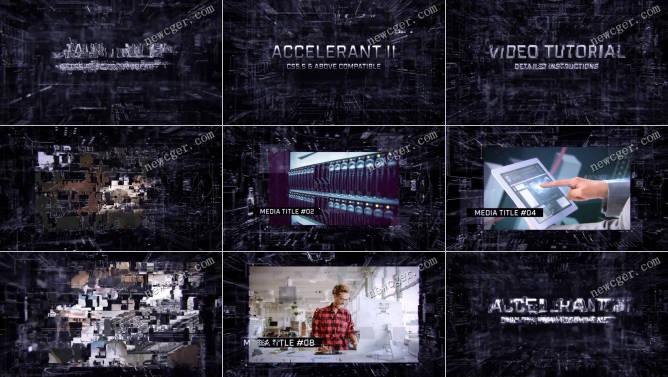 newcger.com
newcger.com
newcger.com
ACCELERANT II
CS5.5 & ABOVE COMPATIBLE
VIDEO TUTORIAL
DETAILED INSTRUCTIONS
newcger.com
newcger.com
newcger.com
MEDIA TITLE #02
MEDIA TITLE #04
newcger.com
newcger.com
newcger.com
MEDIA TITLE #08